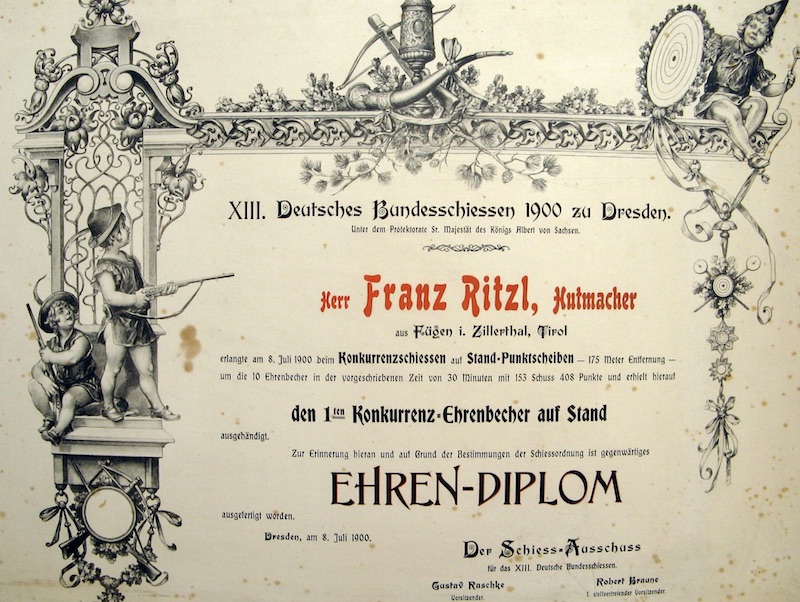 XIII. Deutsches Bundesschiessen 1900 zu Dresden.
Unter dem Protektorate Sr. Majestät des Königs Albert von Sachsen.
Herr Franz Ritzl, Hutmacher
aus Fügen i. Zillerthal, Tirol
erlangte am 8. Juli 1900 beim Konkurrenzschiessen auf Stand-Punktscheiben — 175 Meter Entfernung —
um die 10 Ehrenbecher in der vorgeschriebenen Zeit von 30 Minuten mit 153 Schuss 408 Punkte und erhielt hierauf
den 1ten Konkurrenz-Ehrenbecher auf Stand
ausgehändigt.
Zur Erinnerung hieran und auf Grund der Bestimmungen der Schiessordnung ist gegenwärtiges
EHREN-DIPLOM
ausgefertigt worden.
Dresden, am 8. Juli 1900.
Der Schiess-Ausschuss
für das XIII. Deutsche Bundesschiessen.
Gustav Raschke
Vorsitzender.
Robert Braune
1. stellvertretender Vorsitzender.